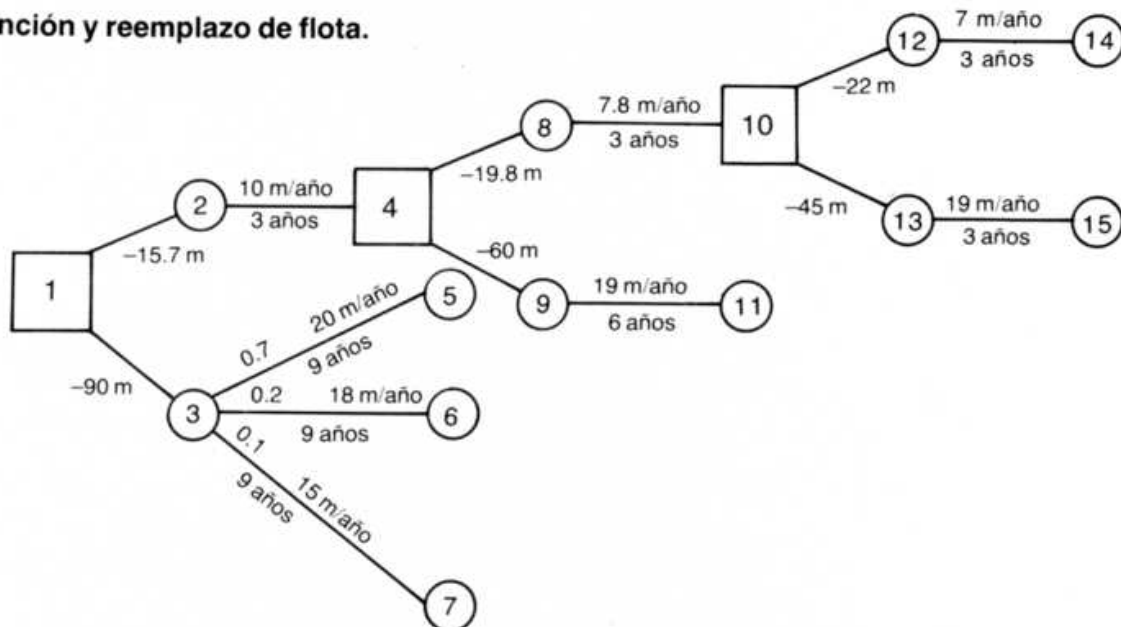 nción y reemplazo de flota.
7 m/año
12
14
3 años
–22 m
7.8 m/año
8
10
3 años
–19.8 m
10 m/año
2
4
3 años
–45 m
19 m/año
13
15
3 años
–15.7 m
–60 m
1
20 m/año
5
19 m/año
9
11
6 años
0.7
9 años
–90 m
3
0.2
18 m/año
6
9 años
0.1
15 m/año
9 años
7